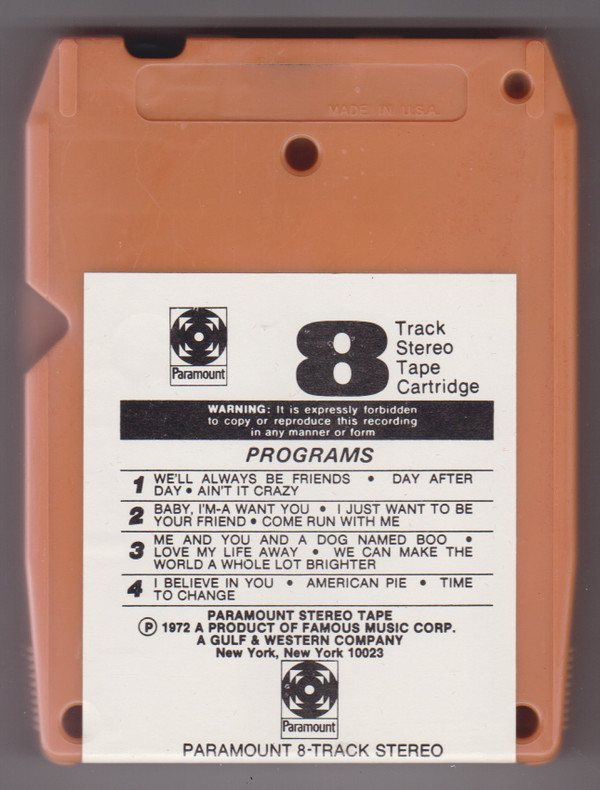 MADE IN U.S.A.
Paramount
8
Track
Stereo
Tape
Cartridge
WARNING: It is expressly forbidden
to copy or reproduce this recording
in any manner or form
PROGRAMS
1 WE'LL ALWAYS BE FRIENDS • DAY AFTER
DAY • AIN'T IT CRAZY
2 BABY, I'M-A WANT YOU • I JUST WANT TO BE
YOUR FRIEND • COME RUN WITH ME
3 ME AND YOU AND A DOG NAMED BOO •
LOVE MY LIFE AWAY • WE CAN MAKE THE
WORLD A WHOLE LOT BRIGHTER
4 I BELIEVE IN YOU • AMERICAN PIE • TIME
TO CHANGE
PARAMOUNT STEREO TAPE
Ⓟ 1972 A PRODUCT OF FAMOUS MUSIC CORP.
A GULF & WESTERN COMPANY
New York, New York 10023
Paramount
PARAMOUNT 8-TRACK STEREO